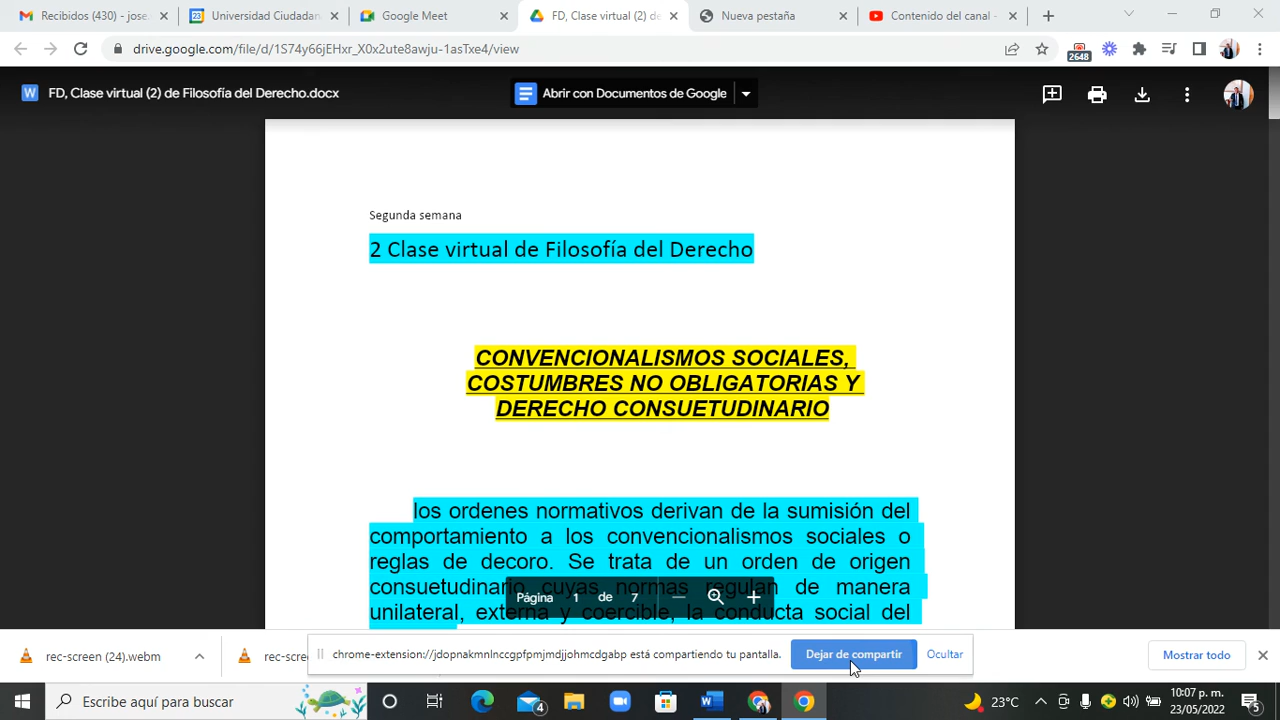 Recibidos (430) - jose.
Universidad Ciudadan
Google Meet
FD, Clase virtual (2) de
Nueva pestaña
Contenido del canal -
drive.google.com/file/d/1S74y66jEHxr_X0x2ute8awju-1asTxe4/view
2648
FD, Clase virtual (2) de Filosofía del Derecho.docx
Abrir con Documentos de Google
Segunda semana
2 Clase virtual de Filosofía del Derecho
CONVENCIONALISMOS SOCIALES,
COSTUMBRES NO OBLIGATORIAS Y
DERECHO CONSUETUDINARIO
los ordenes normativos derivan de la sumisión del
comportamiento a los convencionalismos sociales o
reglas de decoro. Se trata de un orden de origen
consuetudinario cuyas normas regulan de manera
unilateral, externa y coercible, la conducta social del
Página 1 de 7
rec-screen (24).webm
rec-scre
chrome-extension://jdopnakmnlnccgpfpmjmdjjohmcdgabp está compartiendo tu pantalla.
Dejar de compartir
Ocultar
Mostrar todo
Escribe aquí para buscar
4
23°C
10:07 p. m.
23/05/2022
5